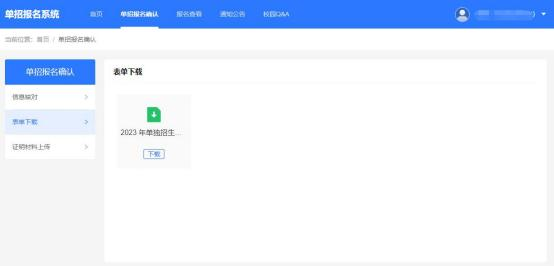 单招报名系统 首页 单招报名确认 报名查看 通知公告 校园Q&A
当前位置：首页 / 单招报名确认
单招报名确认
信息核对
表单下载
证明材料上传
表单下载
2023 年单独招生...
下载